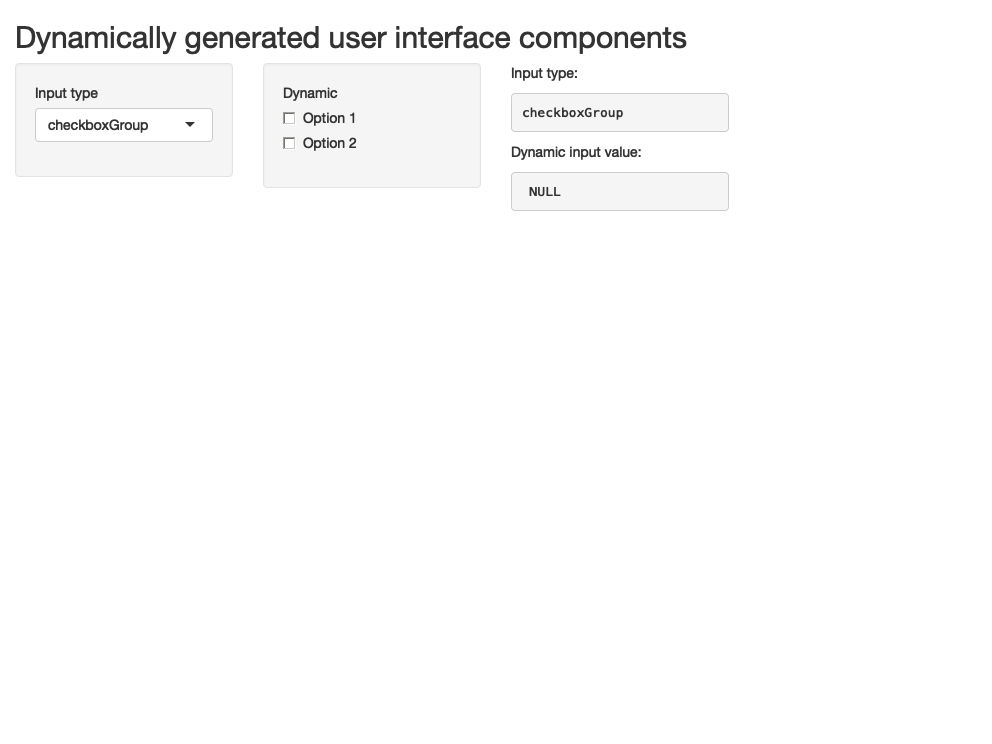 Dynamically generated user interface components
Input type
checkboxGroup
Dynamic
Option 1
Option 2
Input type:
checkboxGroup
Dynamic input value:
NULL